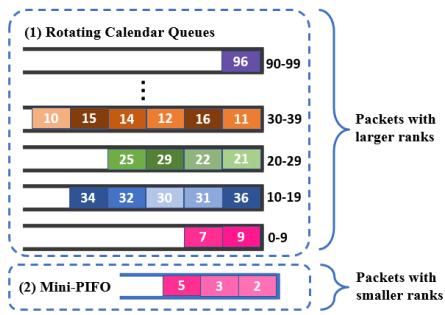 (1) Rotating Calendar Queues
96 90-99
10 15 14 12 16 11 30-39
25 29 22 21 20-29
34 32 30 31 36 10-19
7 9 0-9
Packets with
larger ranks
(2) Mini-PIFO 5 3 2
Packets with
smaller ranks